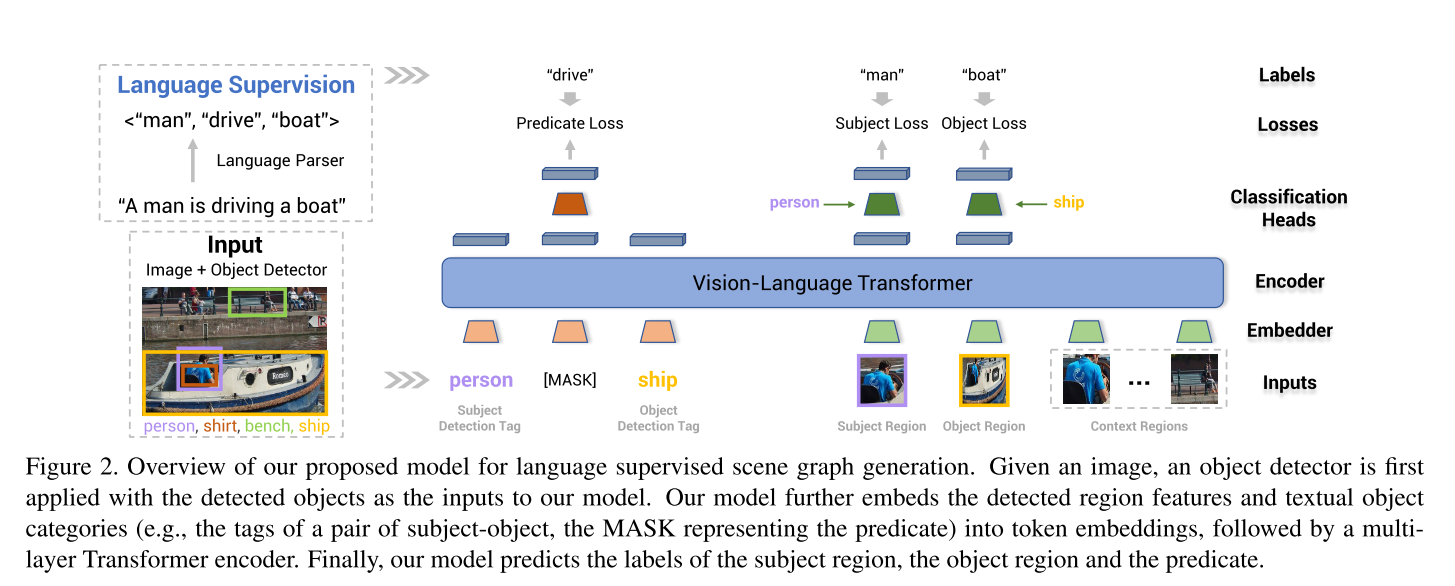 Language Supervision
<“man”, “drive”, “boat”>
Language Parser
“A man is driving a boat”
Input
Image + Object Detector
Romeo
person, shirt, bench, ship
“drive”
“man”
“boat”
Labels
Predicate Loss
Subject Loss
Object Loss
Losses
person
ship
Classification
Heads
Vision-Language Transformer
Encoder
Embedder
person
[MASK]
ship
...
Inputs
Subject
Detection Tag
Object
Detection Tag
Subject Region
Object Region
Context Regions
Figure 2. Overview of our proposed model for language supervised scene graph generation. Given an image, an object detector is first
applied with the detected objects as the inputs to our model. Our model further embeds the detected region features and textual object
categories (e.g., the tags of a pair of subject-object, the MASK representing the predicate) into token embeddings, followed by a multi-
layer Transformer encoder. Finally, our model predicts the labels of the subject region, the object region and the predicate.